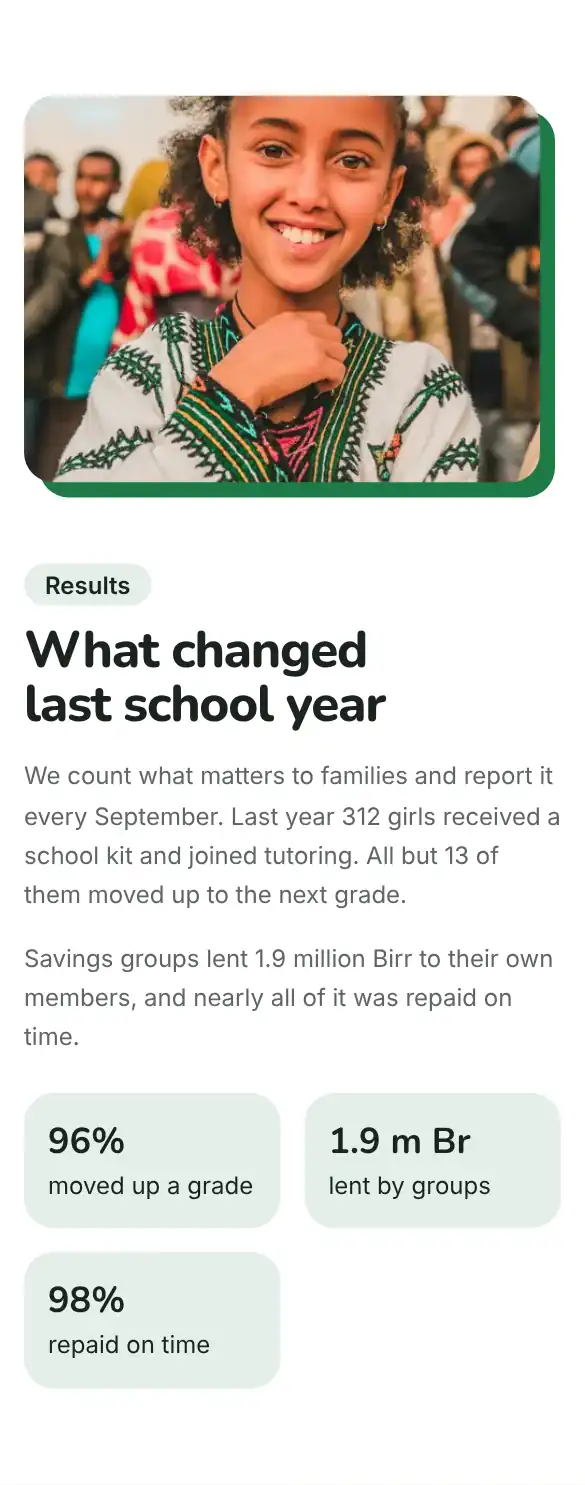 Results
What changed
last school year
We count what matters to families and report it
every September. Last year 312 girls received a
school kit and joined tutoring. All but 13 of
them moved up to the next grade.
Savings groups lent 1.9 million Birr to their own
members, and nearly all of it was repaid on
time.
96%
moved up a grade
1.9 m Br
lent by groups
98%
repaid on time